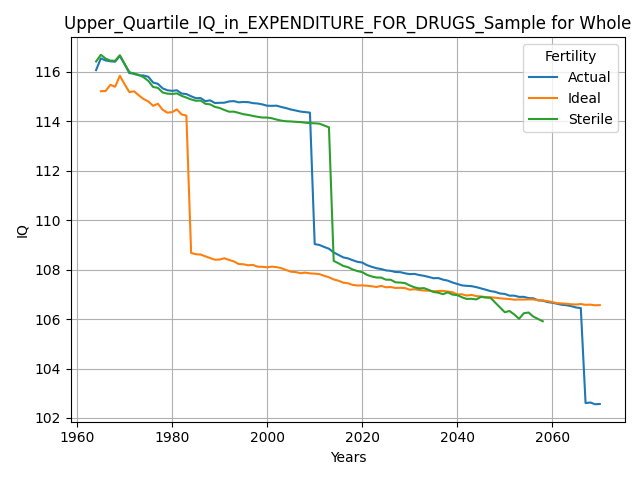 Upper_Quartile_IQ_in_EXPENDITURE_FOR_DRUGS_Sample for Whole
Fertility
Actual
Ideal
Sterile
116
114
112
110
108
106
104
102
IQ
1960
1980
2000
2020
2040
2060
Years